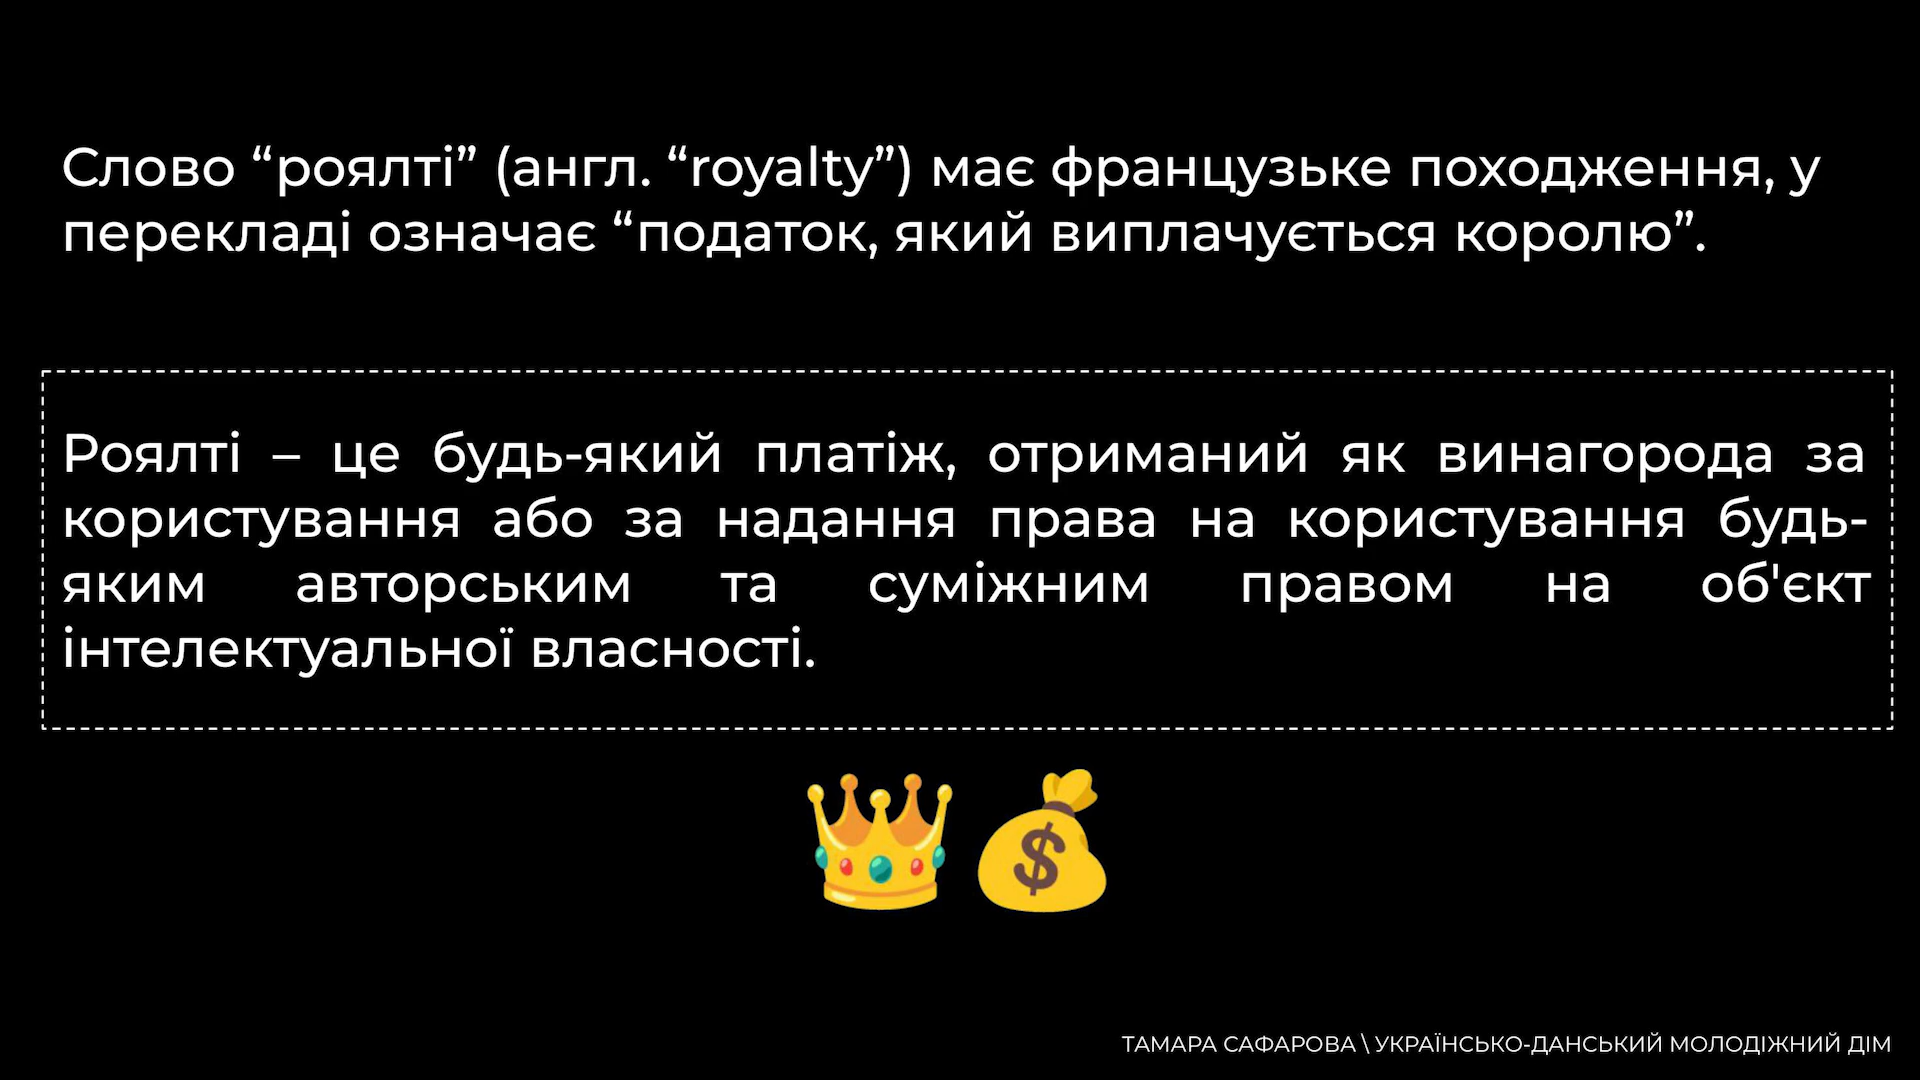 Слово “роялті” (англ. “royalty”) має французьке походження, у
перекладі означає “податок, який виплачується королю”.
Роялті – це будь-який платіж, отриманий як винагорода за
користування або за надання права на користування будь-
яким авторським та суміжним правом на об'єкт
інтелектуальної власності.
$
ТАМАРА САФАРОВА \ УКРАЇНСЬКО-ДАНСЬКИЙ МОЛОДІЖНИЙ ДІМ